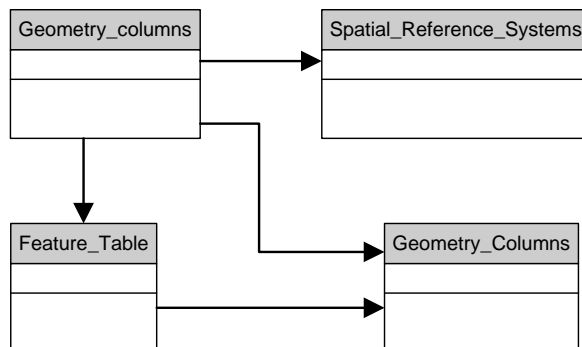 Geometry_columns
Spatial_Reference_Systems
Feature_Table
Geometry_Columns